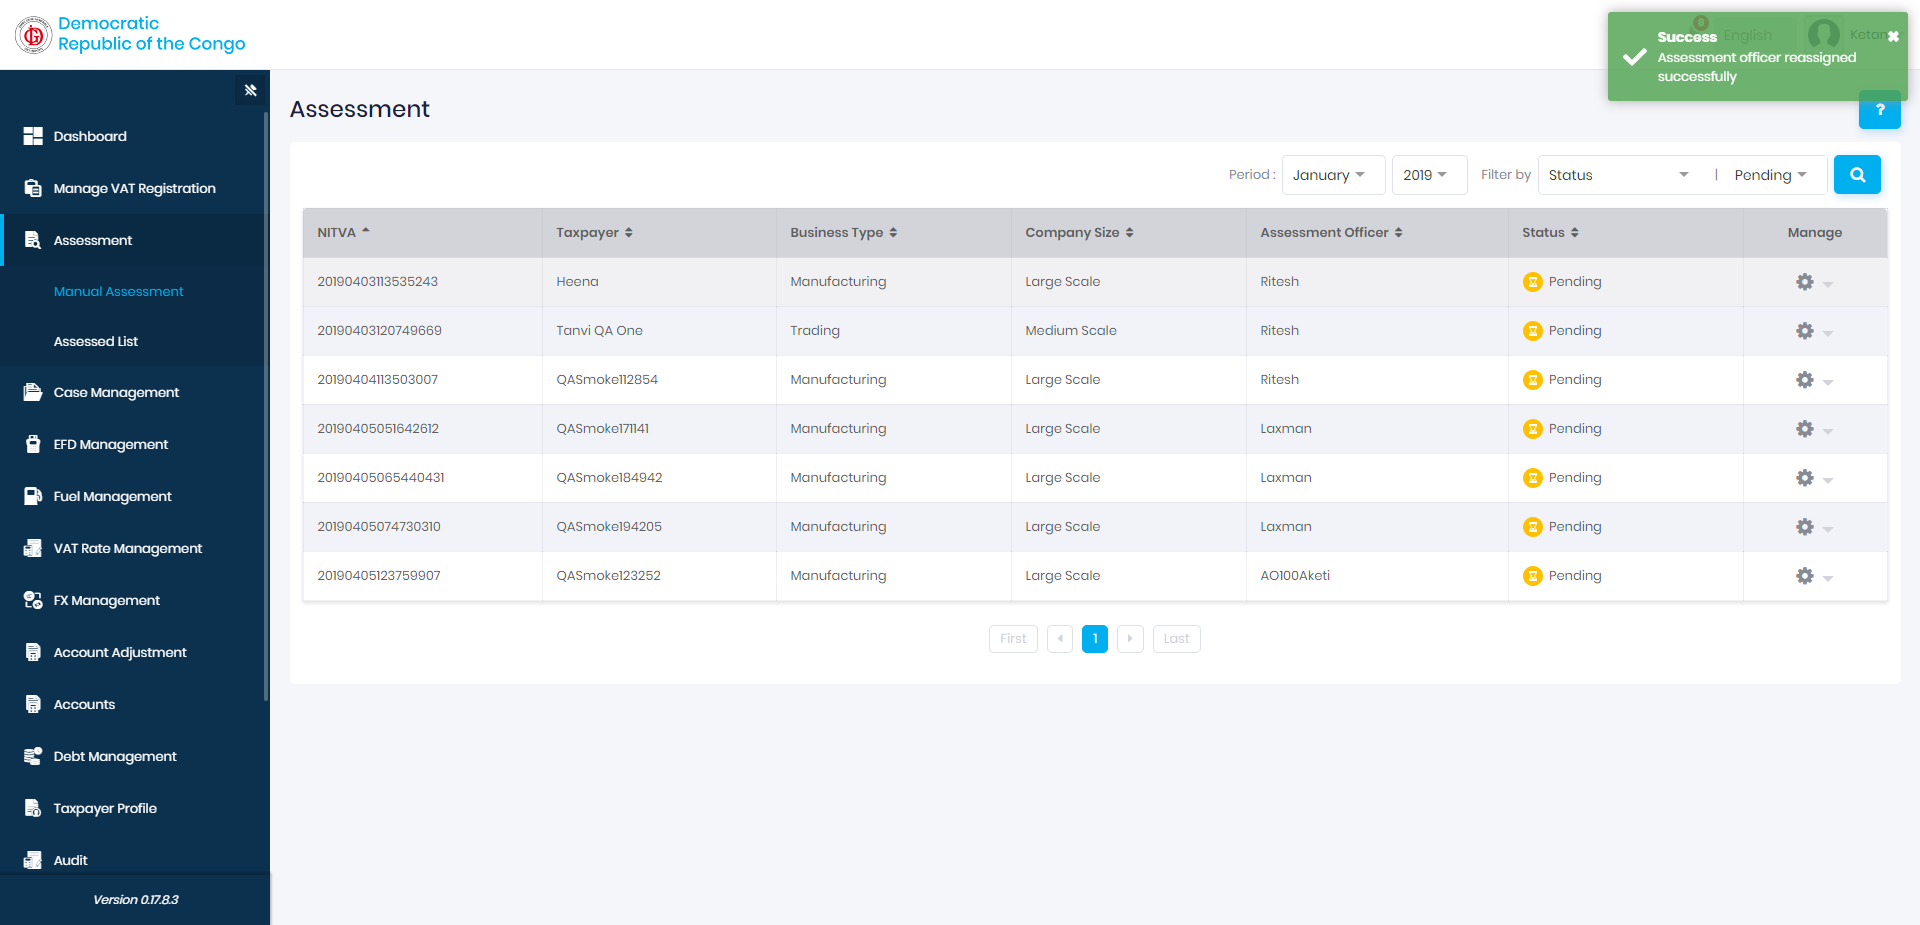 Democratic
Republic of the Congo
8
English
Ketan
Success
Assessment officer reassigned
successfully
?
Dashboard
Manage VAT Registration
Assessment
Manual Assessment
Assessed List
Case Management
EFD Management
Fuel Management
VAT Rate Management
FX Management
Account Adjustment
Accounts
Debt Management
Taxpayer Profile
Audit
Version 0.17.8.3
Assessment
Period : January 2019 Filter by Status | Pending
NITVA Taxpayer Business Type Company Size Assessment Officer Status Manage
20190403113535243 Heena Manufacturing Large Scale Ritesh Pending
20190403120749669 Tanvi QA One Trading Medium Scale Ritesh Pending
20190404113503007 QASmoke112854 Manufacturing Large Scale Ritesh Pending
20190405051642612 QASmoke171141 Manufacturing Large Scale Laxman Pending
20190405065440431 QASmoke184942 Manufacturing Large Scale Laxman Pending
20190405074730310 QASmoke194205 Manufacturing Large Scale Laxman Pending
20190405123759907 QASmoke123252 Manufacturing Large Scale AO100Aketi Pending
First 1 Last